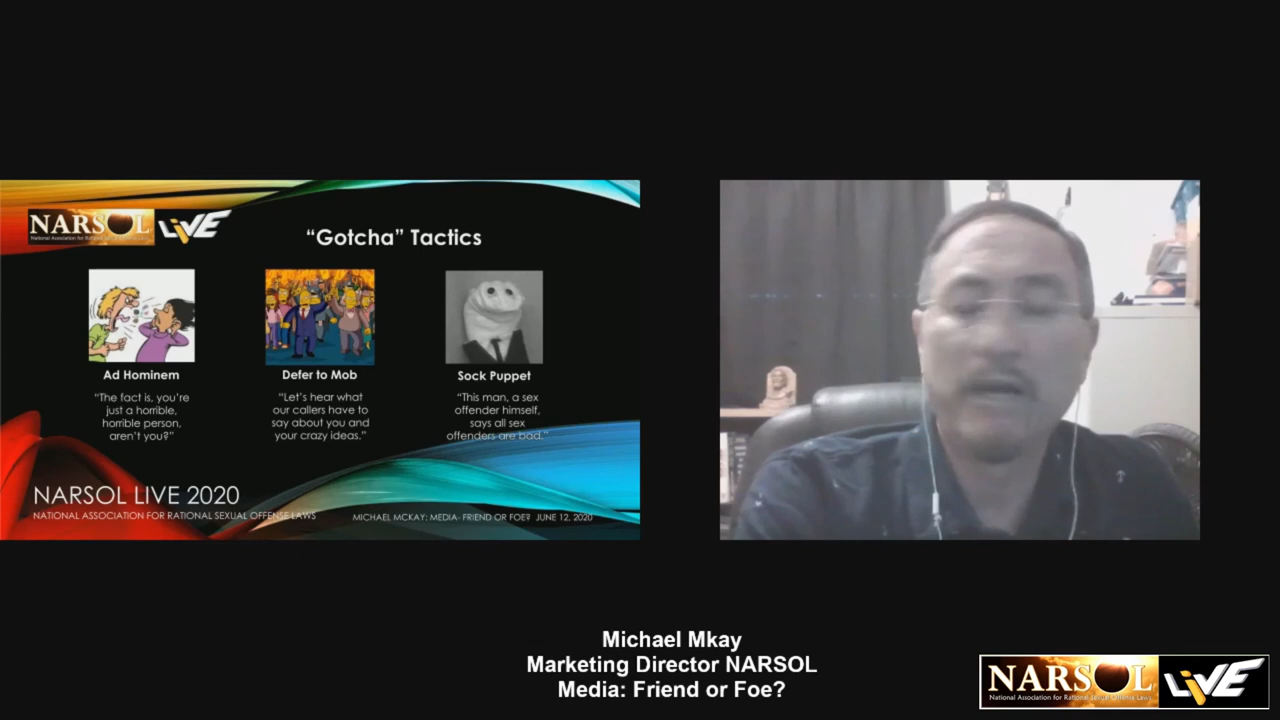 NARSOL LiVE
National Association for Rational Sexual Offense Laws
“Gotcha” Tactics
Ad Hominem
“The fact is, you’re
just a horrible,
horrible person,
aren’t you?”
Defer to Mob
“Let’s hear what
our callers have to
say about you and
your crazy ideas.”
Sock Puppet
“This man, a sex
offender himself,
says all sex
offenders are bad.”
NARSOL LIVE 2020
NATIONAL ASSOCIATION FOR RATIONAL SEXUAL OFFENSE LAWS
MICHAEL MCKAY: MEDIA- FRIEND OR FOE? JUNE 12, 2020
Michael Mkay
Marketing Director NARSOL
Media: Friend or Foe?
NARSOL LiVE
National Association for Rational Sexual Offense Laws